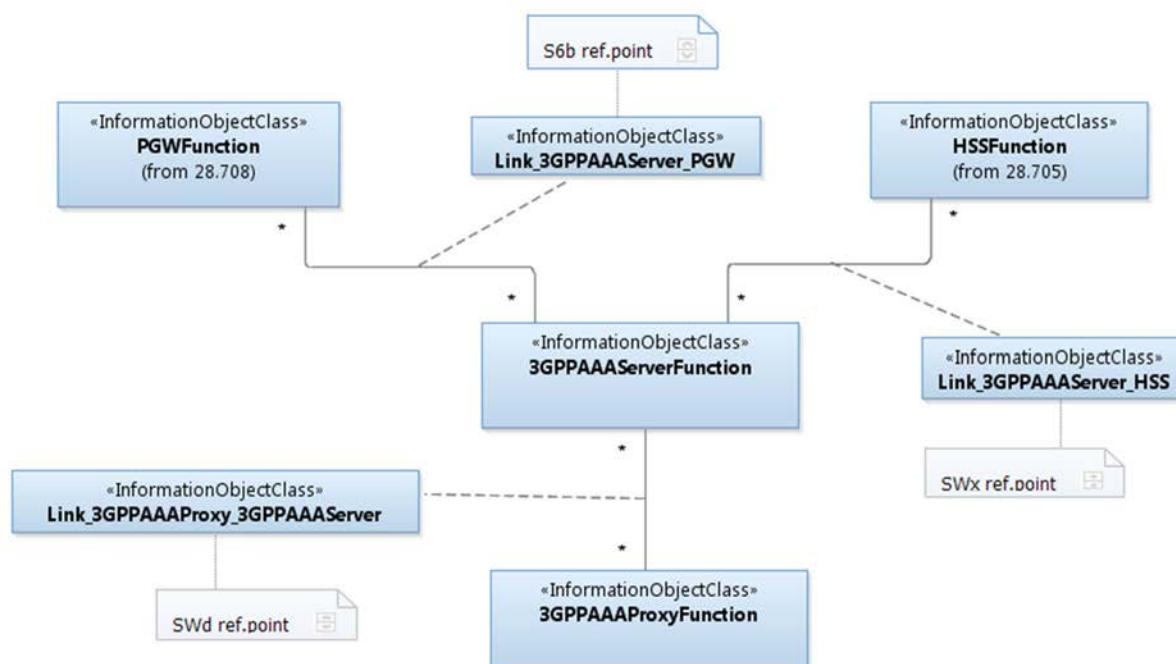 S6b ref.point
«InformationObjectClass»
PGWFunction
(from 28.708)
«InformationObjectClass»
Link_3GPPAAAServer_PGW
«InformationObjectClass»
HSSFunction
(from 28.705)
*
*
*
*
«InformationObjectClass»
3GPPAAAServerFunction
«InformationObjectClass»
Link_3GPPAAAServer_HSS
*
SWx ref.point
«InformationObjectClass»
Link_3GPPAAAProxy_3GPPAAAServer
*
«InformationObjectClass»
3GPPAAAProxyFunction
SWd ref.point